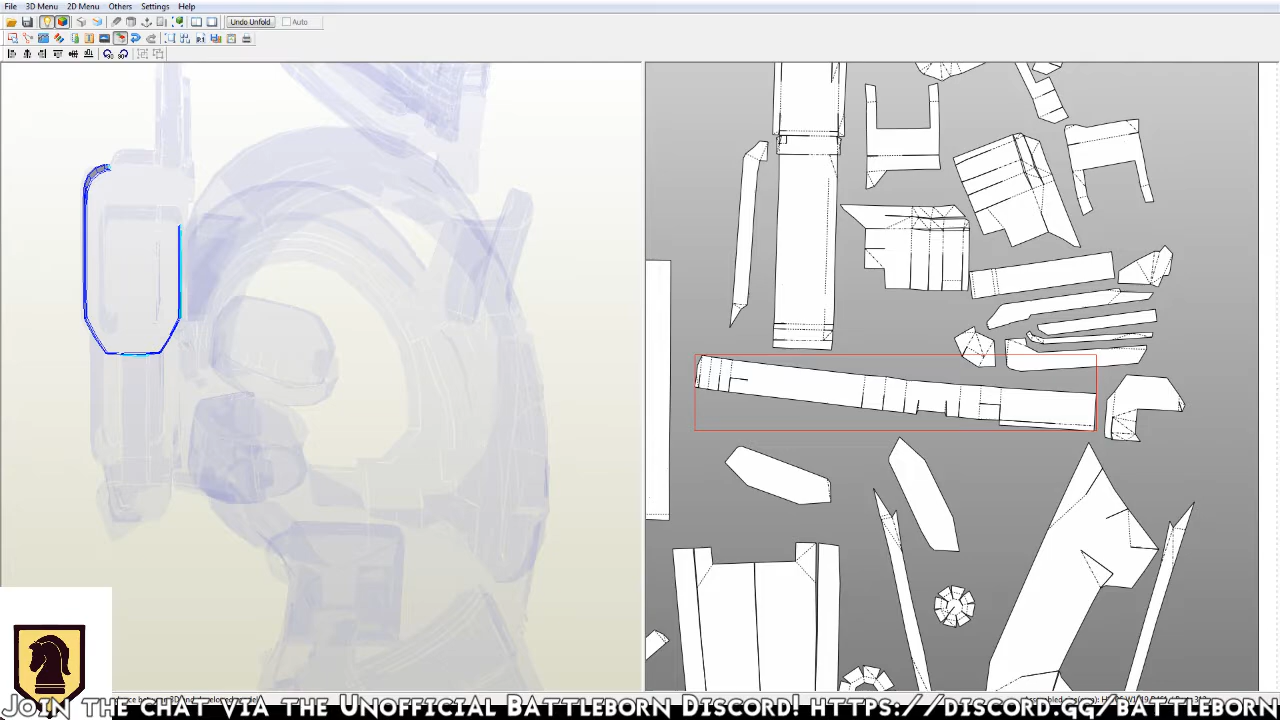 File 3D Menu 2D Menu Others Settings Help
Undo Unfold Auto
Join the chat via the Unofficial Battleborn Discord! https://discord.gg/battleborn